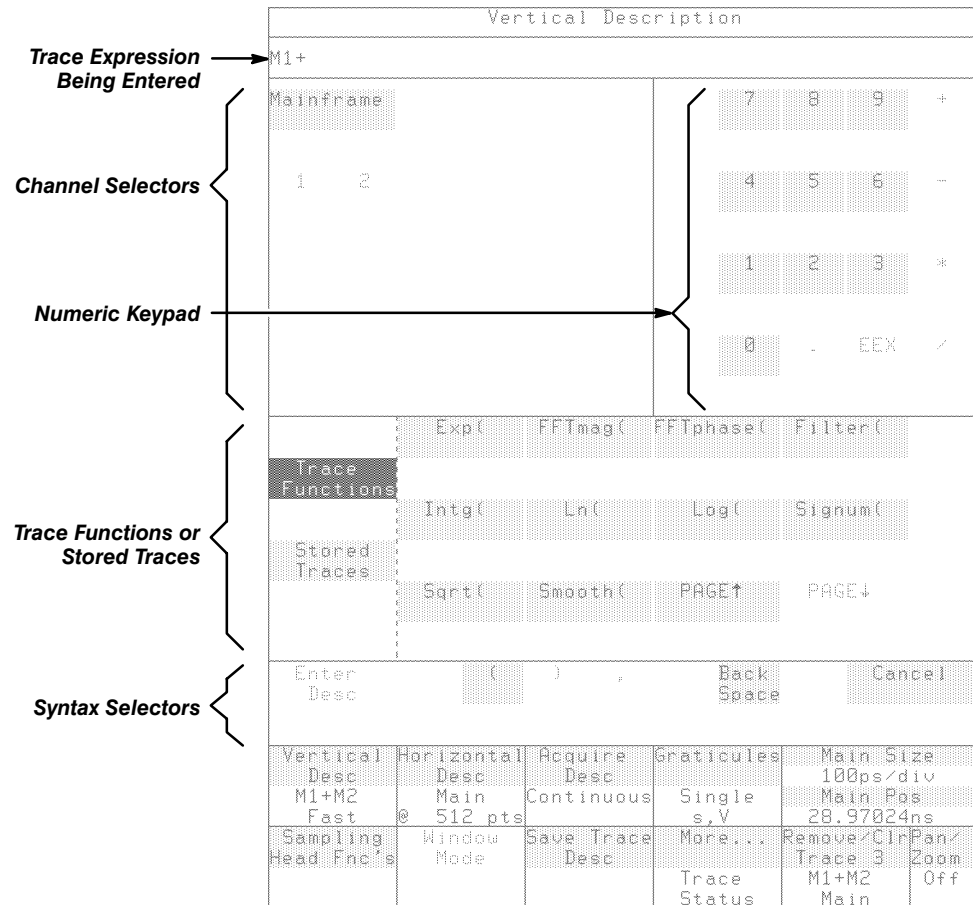 Vertical Description
Trace Expression
Being Entered
M1+
Mainframe
7 8 9 +
Channel Selectors
1 2
4 5 6 -
1 2 3 *
Numeric Keypad
0 . EEX /
Exp( FFTmag( FFTphase( Filter(
Trace
Functions
Intg( Ln( Log( Signum(
Trace Functions or
Stored Traces
Stored
Traces
Sqrt( Smooth( PAGE↑ PAGE↓
Enter
Desc
( ) ,
Back
Space
Cancel
Syntax Selectors
Vertical
Desc
M1+M2
Fast
Horizontal
Desc
Main
@ 512 pts
Acquire
Desc
Continuous
Graticules
Single
s,V
Main Size
100ps/div
Main Pos
28.97024ns
Sampling
Head Fnc's
Window
Mode
Save Trace
Desc
More...
Trace
Status
Remove/Clr
Trace 3
M1+M2
Main
Pan/
Zoom
Off